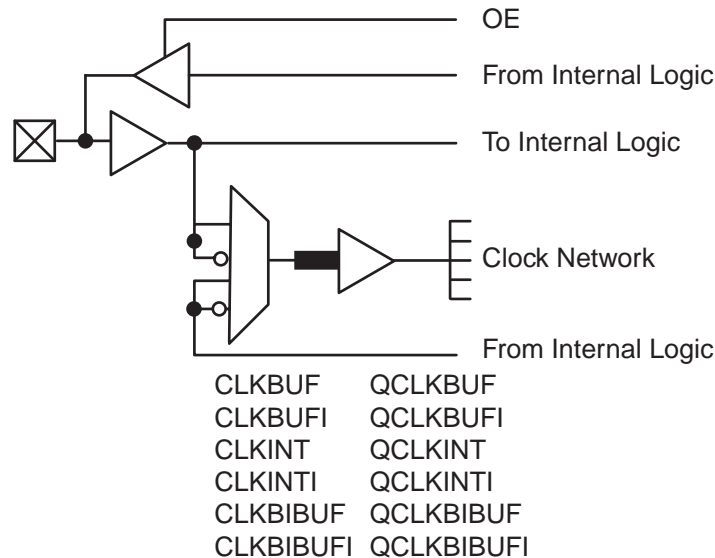 OE
From Internal Logic
To Internal Logic
Clock Network
From Internal Logic
CLKBUF QCLKBUF
CLKBUFI QCLKBUFI
CLKINT QCLKINT
CLKINTI QCLKINTI
CLKBIBUF QCLKBIBUF
CLKBIBUFI QCLKBIBUFI